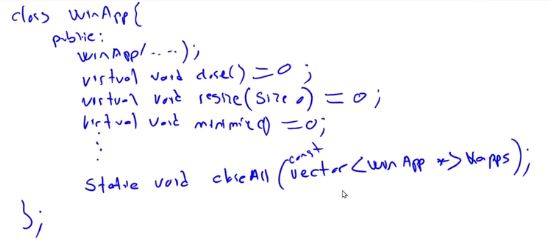 class WinApp{
public:
WinApp(....);
virtual void close() = 0 ;
virtual void resize(Size a) = 0 ;
virtual void minimize() = 0;
:
:
static void closeAll(const vector<WinApp *>&apps);
};